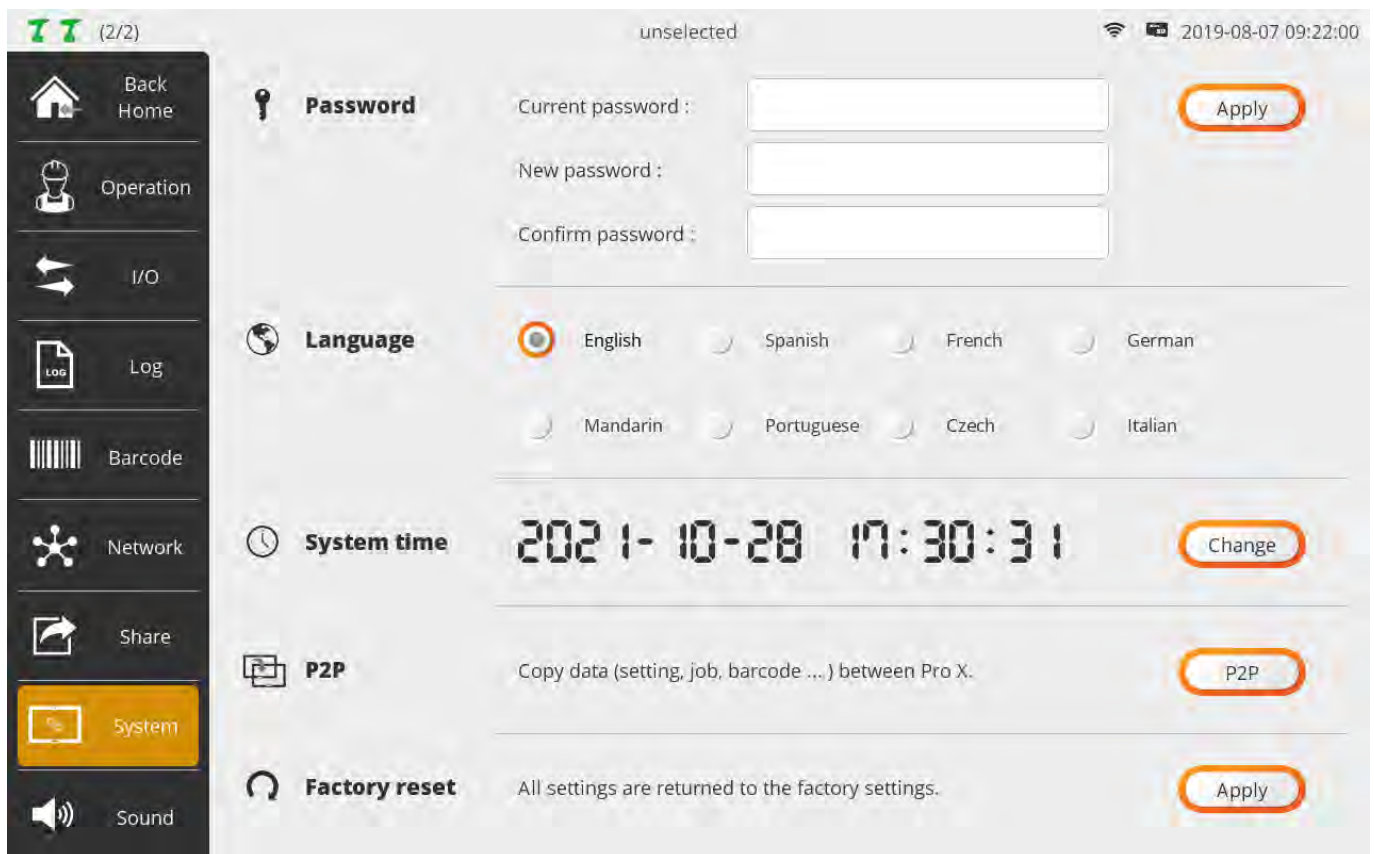 (2/2) unselected 2019-08-07 09:22:00
Back
Home
Operation
I/O
LOG
Log
Barcode
Network
Share
System
Sound
Password
Current password :
Apply
New password :
Confirm password :
Language
English Spanish French German
Mandarin Portuguese Czech Italian
System time
2021-10-28 17:30:31
Change
P2P
Copy data (setting, job, barcode ... ) between Pro X.
P2P
Factory reset
All settings are returned to the factory settings.
Apply